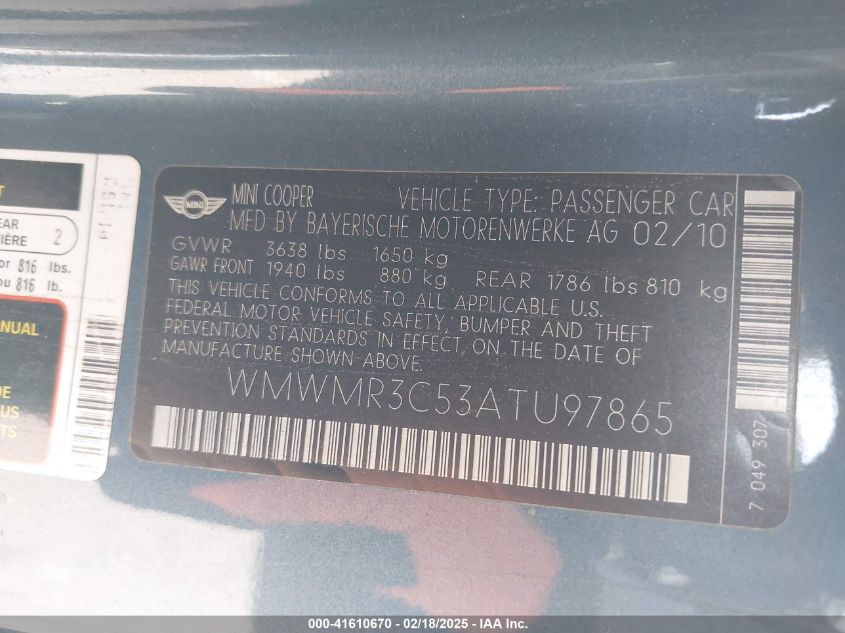 MINI
MINI COOPER VEHICLE TYPE: PASSENGER CAR
MFD BY BAYERISCHE MOTORENWERKE AG 02/10
GVWR 3638 lbs 1650 kg
GAWR FRONT 1940 lbs 880 kg REAR 1786 lbs 810 kg
THIS VEHICLE CONFORMS TO ALL APPLICABLE U.S.
FEDERAL MOTOR VEHICLE SAFETY, BUMPER AND THEFT
PREVENTION STANDARDS IN EFFECT, ON THE DATE OF
MANUFACTURE SHOWN ABOVE.
WMWMR3C53ATU97865
7 049 307
2
or 816 lbs.
ou 816 lb.
000-41610670 — 02/18/2025 — IAA Inc.